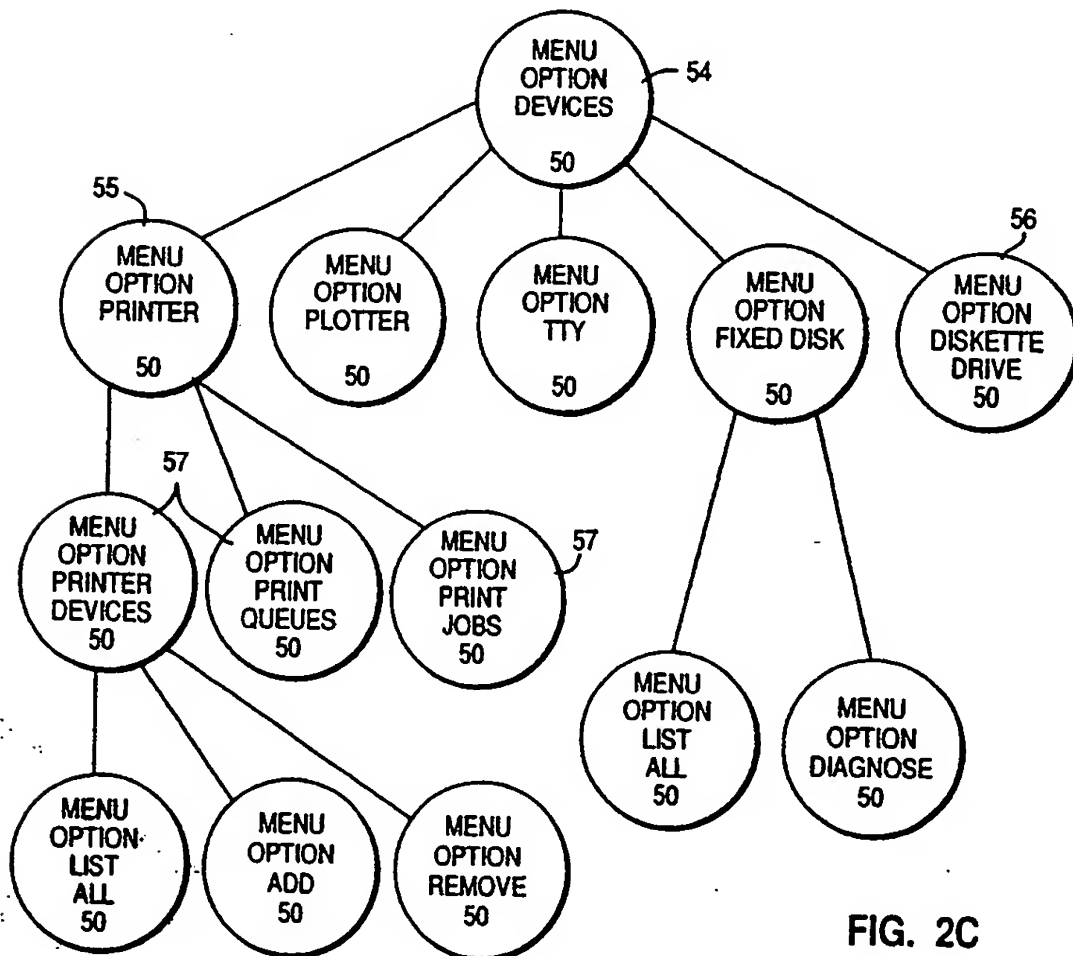 MENU
OPTION
DEVICES
50
54
55
MENU
OPTION
PRINTER
50
MENU
OPTION
PLOTTER
50
MENU
OPTION
TTY
50
MENU
OPTION
FIXED DISK
50
56
MENU
OPTION
DISKETTE
DRIVE
50
57
MENU
OPTION
PRINTER
DEVICES
50
MENU
OPTION
PRINT
QUEUES
50
MENU
OPTION
PRINT
JOBS
50
57
MENU
OPTION
LIST
ALL
50
MENU
OPTION
DIAGNOSE
50
MENU
OPTION
LIST
ALL
50
MENU
OPTION
ADD
50
MENU
OPTION
REMOVE
50
FIG. 2C